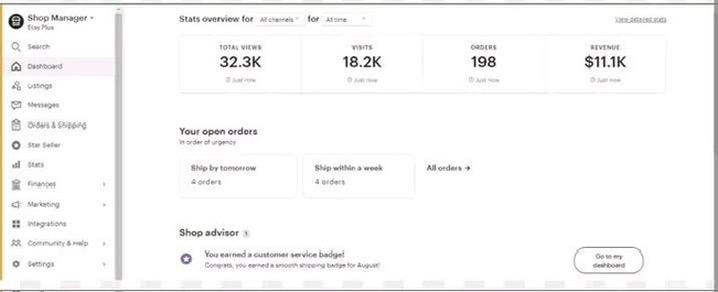 Shop Manager
Etsy Plus
Search
Dashboard
Listings
Messages
Orders & Shipping
Star Seller
Stats
Finances
Marketing
Integrations
Community & Help
Settings
Stats overview for All channels for All time
View detailed stats
TOTAL VIEWS
32.3K
Just now
VISITS
18.2K
Just now
ORDERS
198
Just now
REVENUE
$11.1K
Just now
Your open orders
In order of urgency
Ship by tomorrow
4 orders
Ship within a week
4 orders
All orders →
Shop advisor 1
You earned a customer service badge!
Congrats, you earned a smooth shipping badge for August!
Go to my
dashboard